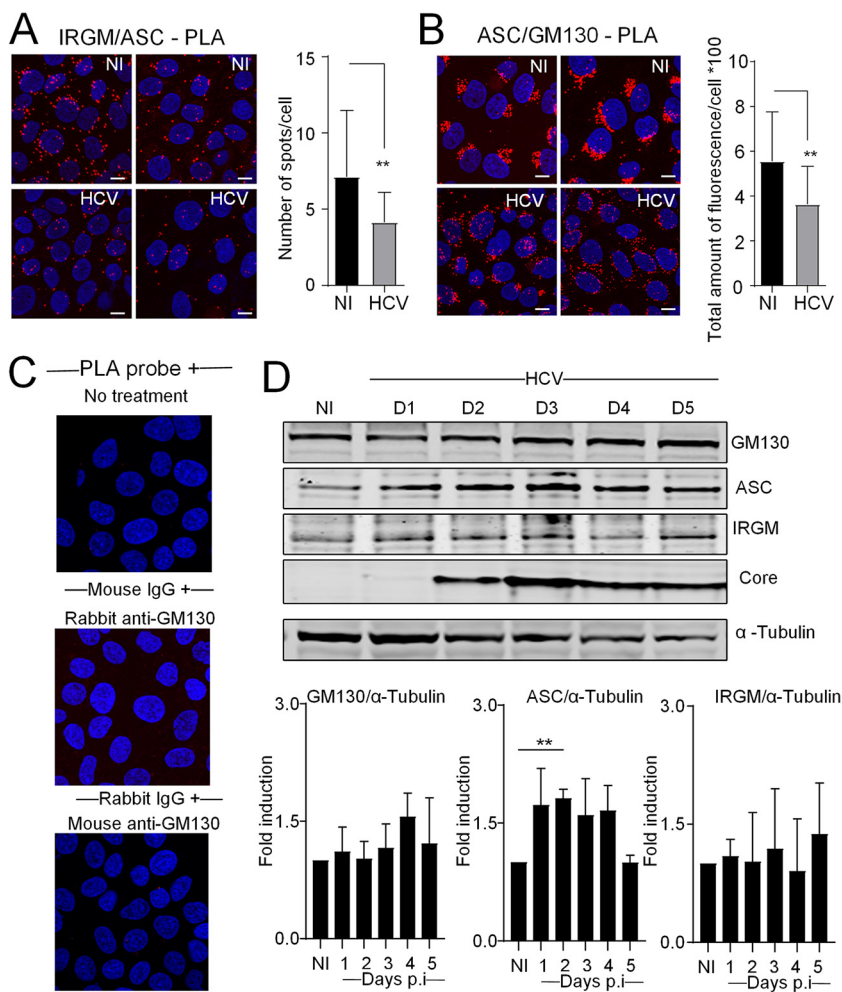 A
IRGM/ASC - PLA
NI
NI
HCV
HCV
Number of spots/cell
15
10
5
0
**
NI
HCV
B
ASC/GM130 - PLA
NI
NI
HCV
HCV
Total amount of fluorescence/cell *100
10
8
6
4
2
0
**
NI
HCV
C
PLA probe +
No treatment
Mouse IgG +
Rabbit anti-GM130
Rabbit IgG +
Mouse anti-GM130
D
HCV
NI D1 D2 D3 D4 D5
GM130
ASC
IRGM
Core
α -Tubulin
GM130/α-Tubulin
Fold induction
3.0
1.5
0.0
NI 1 2 3 4 5
Days p.i
ASC/α-Tubulin
Fold induction
3.0
1.5
0.0
**
NI 1 2 3 4 5
Days p.i
IRGM/α-Tubulin
Fold induction
3.0
1.5
0.0
NI 1 2 3 4 5
Days p.i